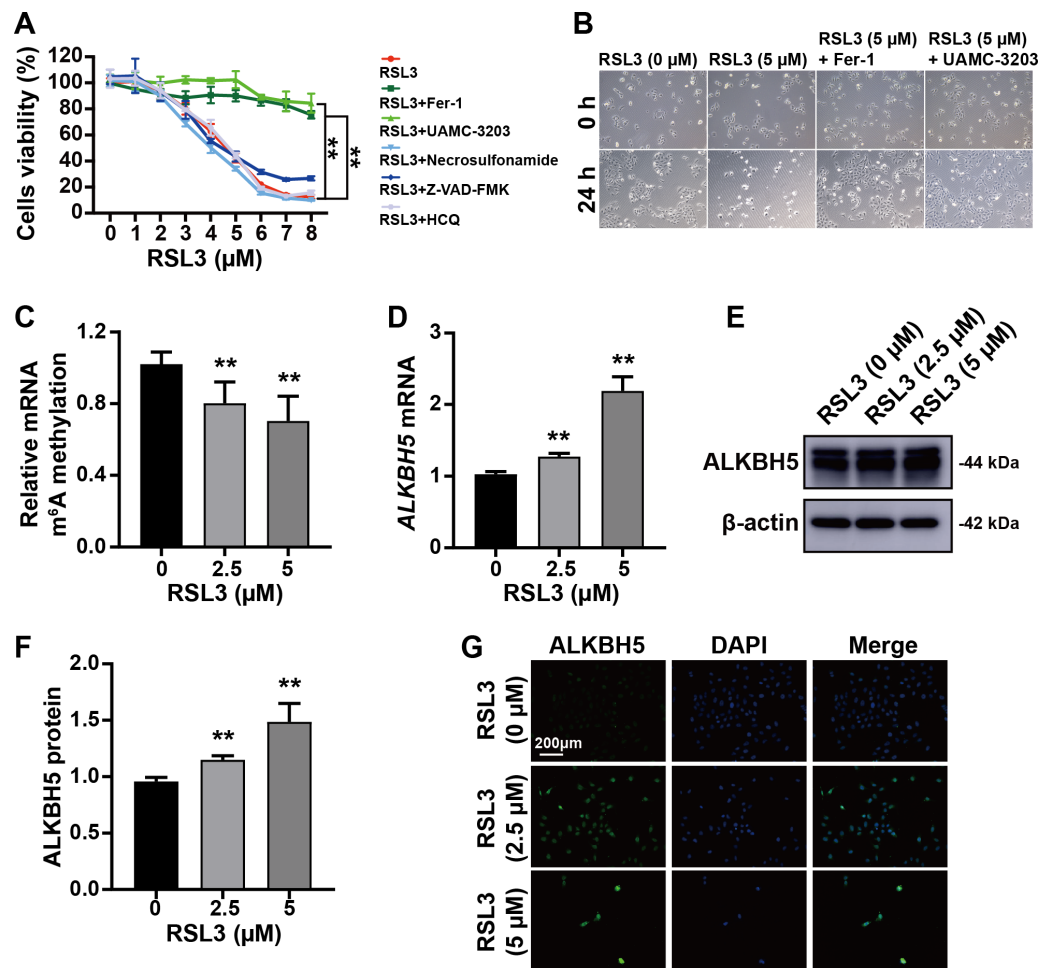 A
Cells viability (%)
120
100
80
60
40
20
0
0 1 2 3 4 5 6 7 8
RSL3 (μM)
**
**
RSL3
RSL3+Fer-1
RSL3+UAMC-3203
RSL3+Necrosulfonamide
RSL3+Z-VAD-FMK
RSL3+HCQ
B
RSL3 (0 μM)
RSL3 (5 μM)
RSL3 (5 μM)
+ Fer-1
RSL3 (5 μM)
+ UAMC-3203
0 h
24 h
C
Relative mRNA
m⁶A methylation
1.2
0.8
0.4
0.0
**
**
0 2.5 5
RSL3 (μM)
D
ALKBH5 mRNA
3
2
1
0
**
**
0 2.5 5
RSL3 (μM)
E
RSL3 (0 μM)
RSL3 (2.5 μM)
RSL3 (5 μM)
ALKBH5
-44 kDa
β-actin
-42 kDa
F
ALKBH5 protein
2.0
1.5
1.0
0.5
0.0
**
**
0 2.5 5
RSL3 (μM)
G
ALKBH5 DAPI Merge
RSL3
(0 μM)
200μm
RSL3
(2.5 μM)
RSL3
(5 μM)